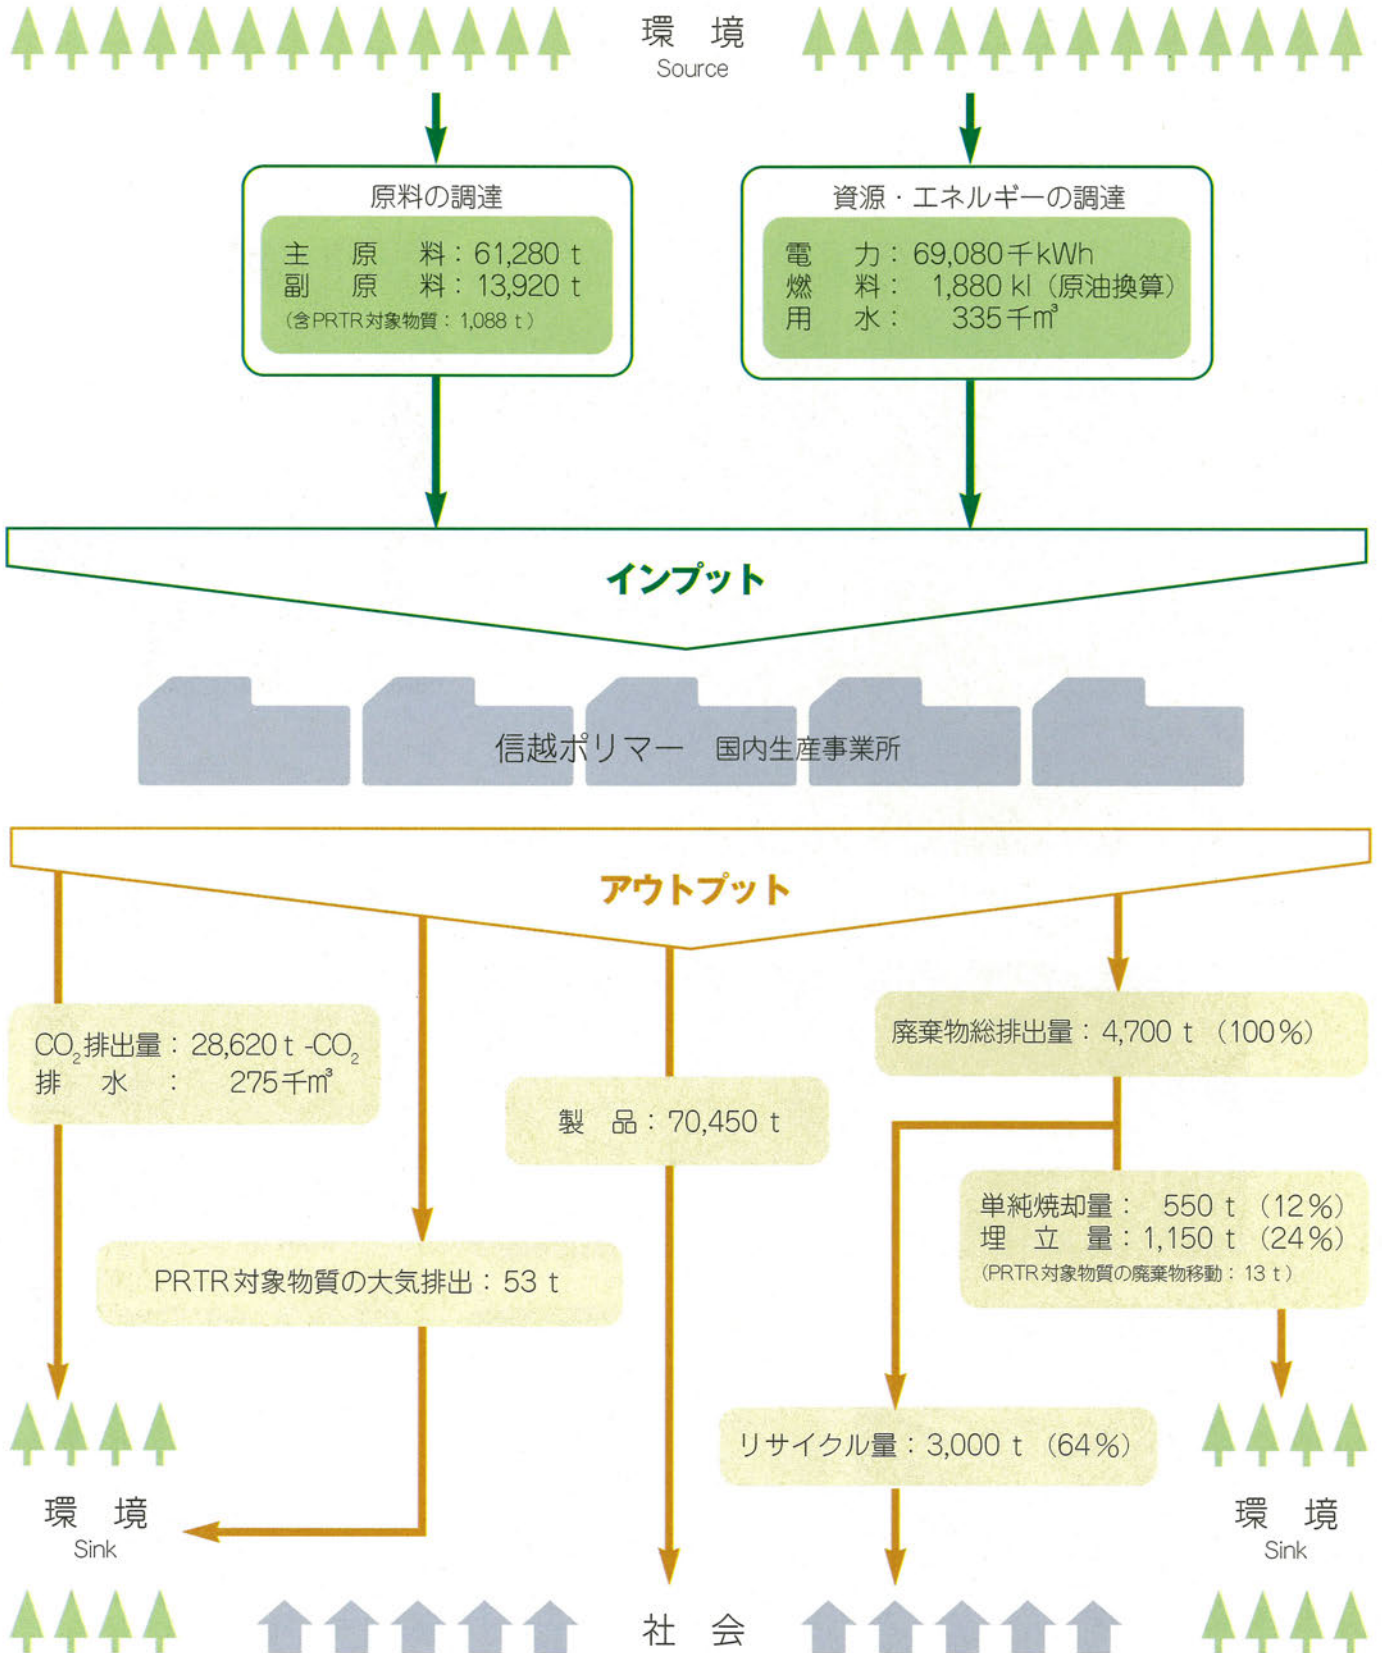 環 境
Source
原料の調達
主 原 料：61,280 t
副 原 料：13,920 t
（含PRTR対象物質：1,088 t）
資源・エネルギーの調達
電 力：69,080千kWh
燃 料：1,880 kl（原油換算）
用 水：335千m³
インプット
信越ポリマー 国内生産事業所
アウトプット
CO₂排出量：28,620 t -CO₂
排 水 ：275千m³
廃棄物総排出量：4,700 t （100％）
製 品：70,450 t
単純焼却量：550 t （12％）
埋 立 量：1,150 t （24％）
（PRTR対象物質の廃棄物移動：13 t）
PRTR対象物質の大気排出：53 t
リサイクル量：3,000 t （64％）
環 境
Sink
環 境
Sink
社 会